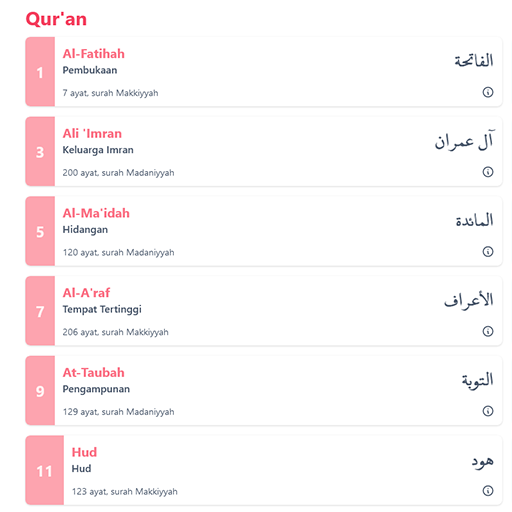 Qur'an
1
Al-Fatihah
Pembukaan
7 ayat, surah Makkiyyah
الفاتحة
3
Ali 'Imran
Keluarga Imran
200 ayat, surah Madaniyyah
آل عمران
5
Al-Ma'idah
Hidangan
120 ayat, surah Madaniyyah
المائدة
7
Al-A'raf
Tempat Tertinggi
206 ayat, surah Makkiyyah
الأعراف
9
At-Taubah
Pengampunan
129 ayat, surah Madaniyyah
التوبة
11
Hud
Hud
123 ayat, surah Makkiyyah
هود